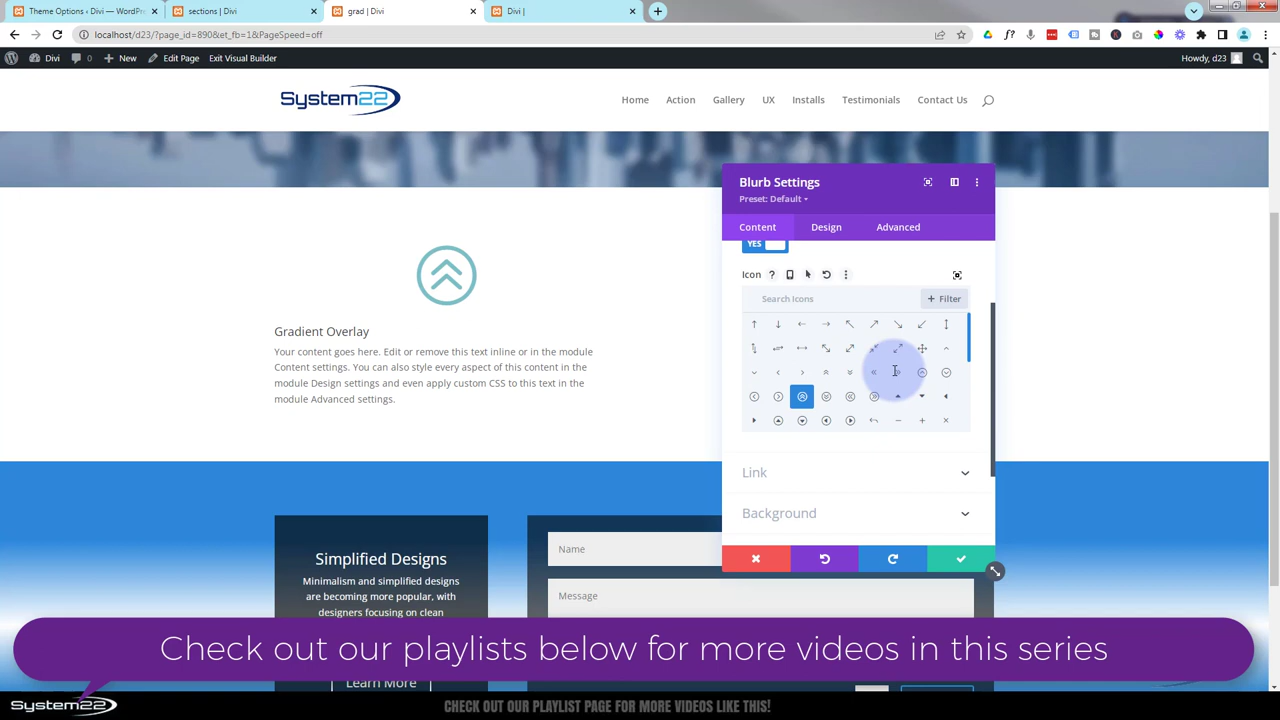 Theme Options ‹ Divi — WordPr
sections | Divi
grad | Divi
Divi |
localhost/d23/?page_id=890&et_fb=1&PageSpeed=off
Divi
0
New
Edit Page
Exit Visual Builder
Howdy, d23
System22
Home
Action
Gallery
UX
Installs
Testimonials
Contact Us
Blurb Settings
Preset: Default
Content
Design
Advanced
YES
Icon
Search Icons
+ Filter
Link
Background
Gradient Overlay
Your content goes here. Edit or remove this text inline or in the
module Content settings. You can also style every aspect of this
content in the module Design settings and even apply custom CSS to this text in the
module Advanced settings.
Simplified Designs
Minimalism and simplified designs
are becoming more popular, with
designers focusing on clean
Learn More
Name
Message
Check out our playlists below for more videos in this series
System22
CHECK OUT OUR PLAYLIST PAGE FOR MORE VIDEOS LIKE THIS!